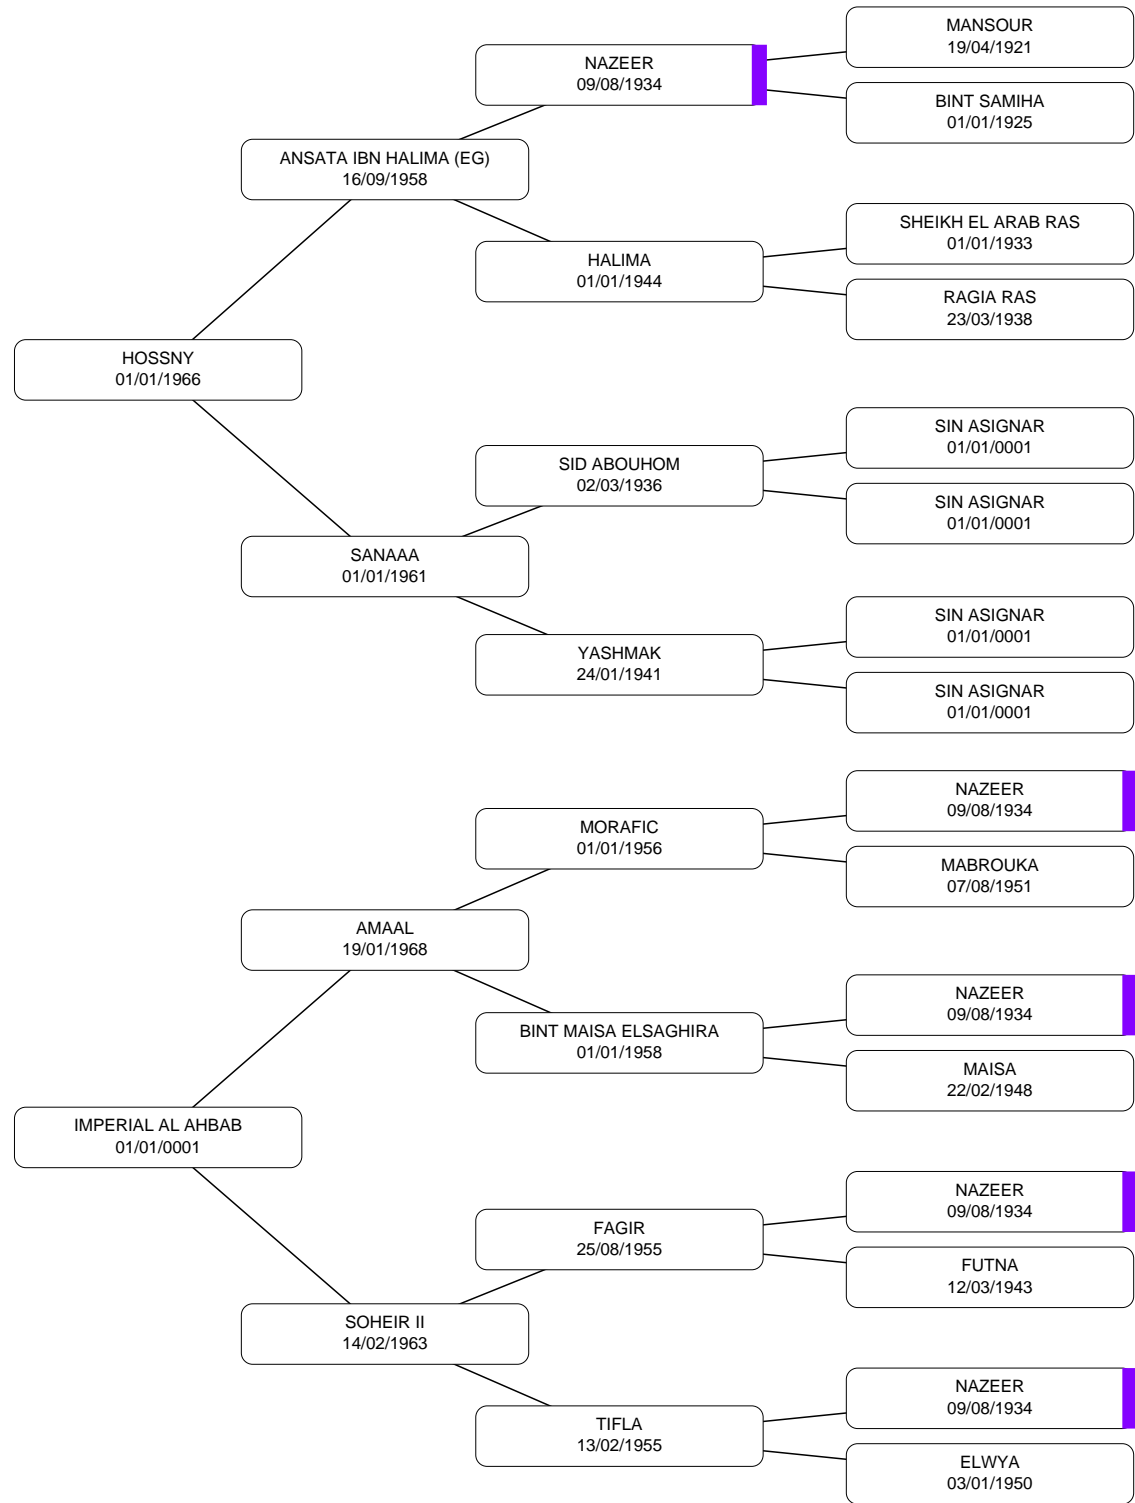 MANSOUR
19/04/1921
NAZEER
09/08/1934
BINT SAMIHA
01/01/1925
ANSATA IBN HALIMA (EG)
16/09/1958
SHEIKH EL ARAB RAS
01/01/1933
HALIMA
01/01/1944
RAGIA RAS
23/03/1938
HOSSNY
01/01/1966
SIN ASIGNAR
01/01/0001
SID ABOUHOM
02/03/1936
SIN ASIGNAR
01/01/0001
SANAAA
01/01/1961
SIN ASIGNAR
01/01/0001
YASHMAK
24/01/1941
SIN ASIGNAR
01/01/0001
NAZEER
09/08/1934
MORAFIC
01/01/1956
MABROUKA
07/08/1951
AMAAL
19/01/1968
NAZEER
09/08/1934
BINT MAISA ELSAGHIRA
01/01/1958
MAISA
22/02/1948
IMPERIAL AL AHBAB
01/01/0001
NAZEER
09/08/1934
FAGIR
25/08/1955
FUTNA
12/03/1943
SOHEIR II
14/02/1963
NAZEER
09/08/1934
TIFLA
13/02/1955
ELWYA
03/01/1950